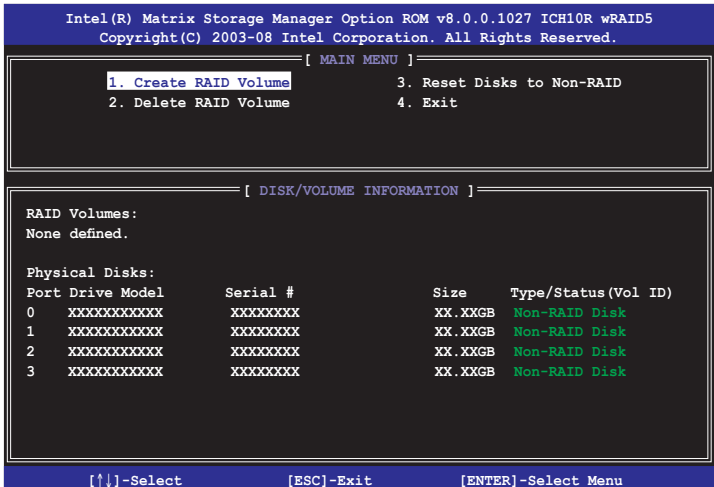 Intel(R) Matrix Storage Manager Option ROM v8.0.0.1027 ICH10R wRAID5
Copyright(C) 2003-08 Intel Corporation. All Rights Reserved.
[ MAIN MENU ]
1. Create RAID Volume 3. Reset Disks to Non-RAID
2. Delete RAID Volume 4. Exit
[ DISK/VOLUME INFORMATION ]
RAID Volumes:
None defined.
Physical Disks:
Port Drive Model Serial # Size Type/Status(Vol ID)
0 XXXXXXXXXXX XXXXXXXX XX.XXGB Non-RAID Disk
1 XXXXXXXXXXX XXXXXXXX XX.XXGB Non-RAID Disk
2 XXXXXXXXXXX XXXXXXXX XX.XXGB Non-RAID Disk
3 XXXXXXXXXXX XXXXXXXX XX.XXGB Non-RAID Disk
[↑↓]-Select [ESC]-Exit [ENTER]-Select Menu